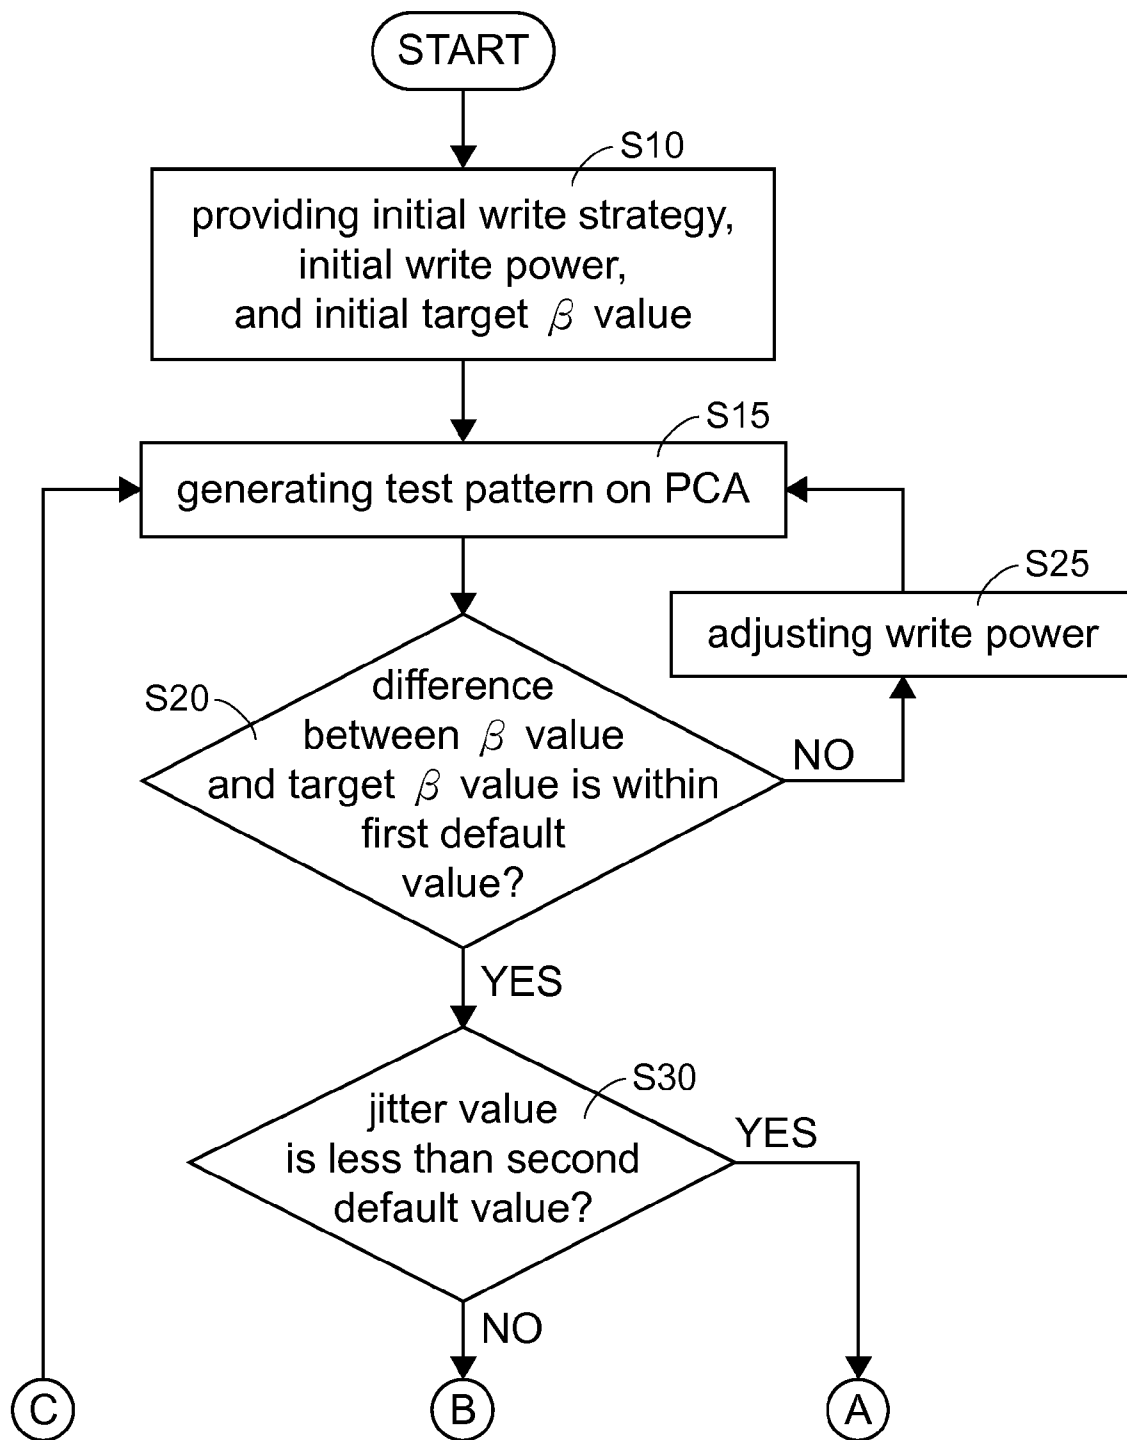 START
S10
providing initial write strategy,
initial write power,
and initial target β value
S15
generating test pattern on PCA
S25
adjusting write power
S20
difference
between β value
and target β value is within
first default
value?
NO
YES
S30
jitter value
is less than second
default value?
YES
NO
C
B
A